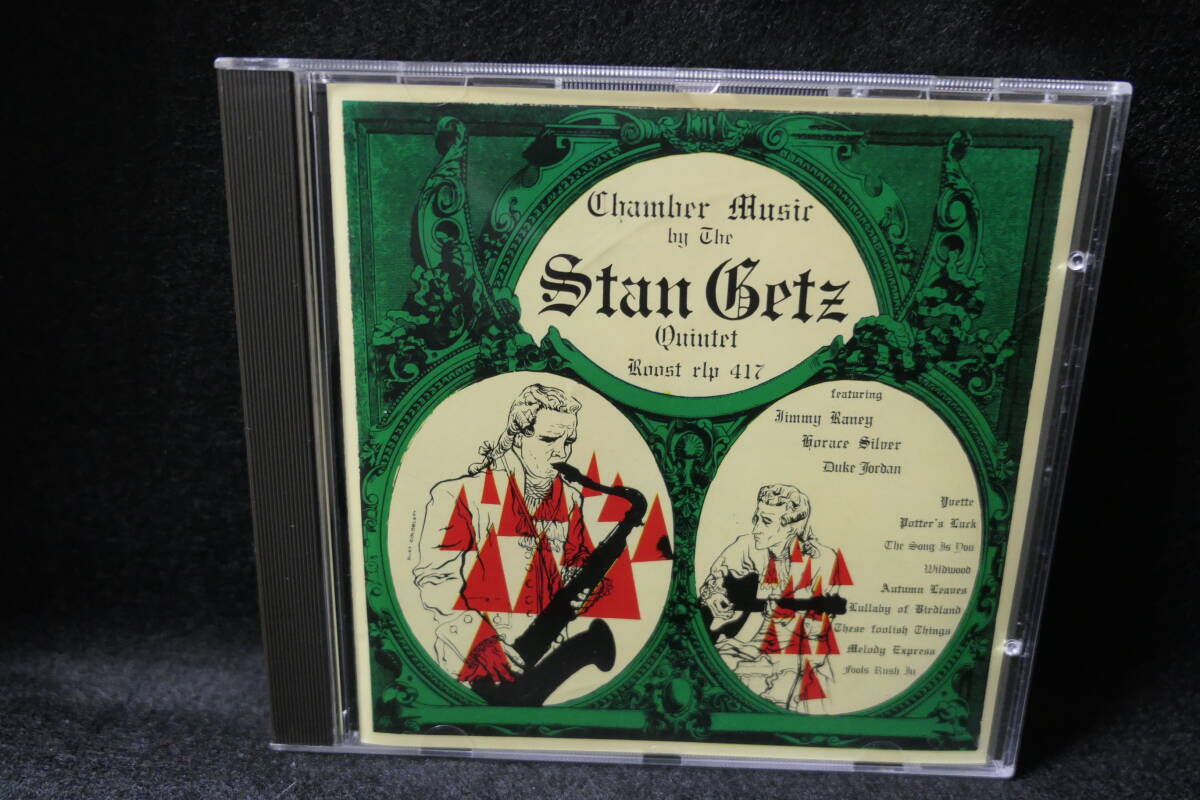 Chamber Music
by The
Stan Getz
Quintet
Roost rlp 417
featuring
Jimmy Raney
Horace Silver
Duke Jordan
Yvette
Potter's Luck
The Song Is You
Wildwood
Autumn Leaves
Lullaby of Birdland
These foolish Things
Melody Express
Fools Rush In